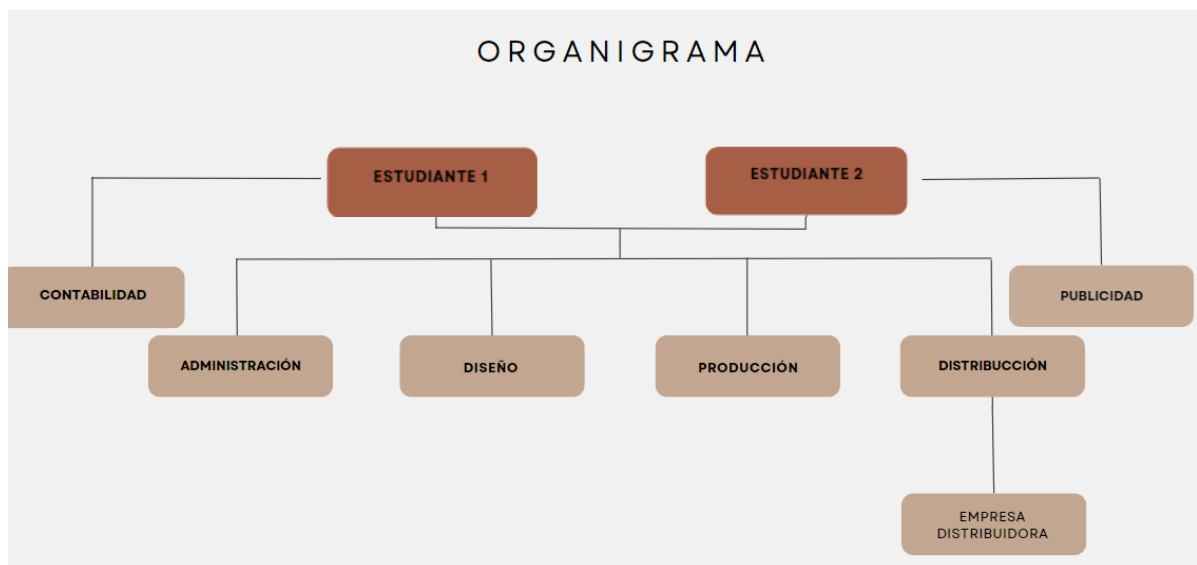 ORGANIGRAMA
ESTUDIANTE 1
ESTUDIANTE 2
CONTABILIDAD
PUBLICIDAD
ADMINISTRACIÓN
DISEÑO
PRODUCCIÓN
DISTRIBUCCIÓN
EMPRESA
DISTRIBUIDORA